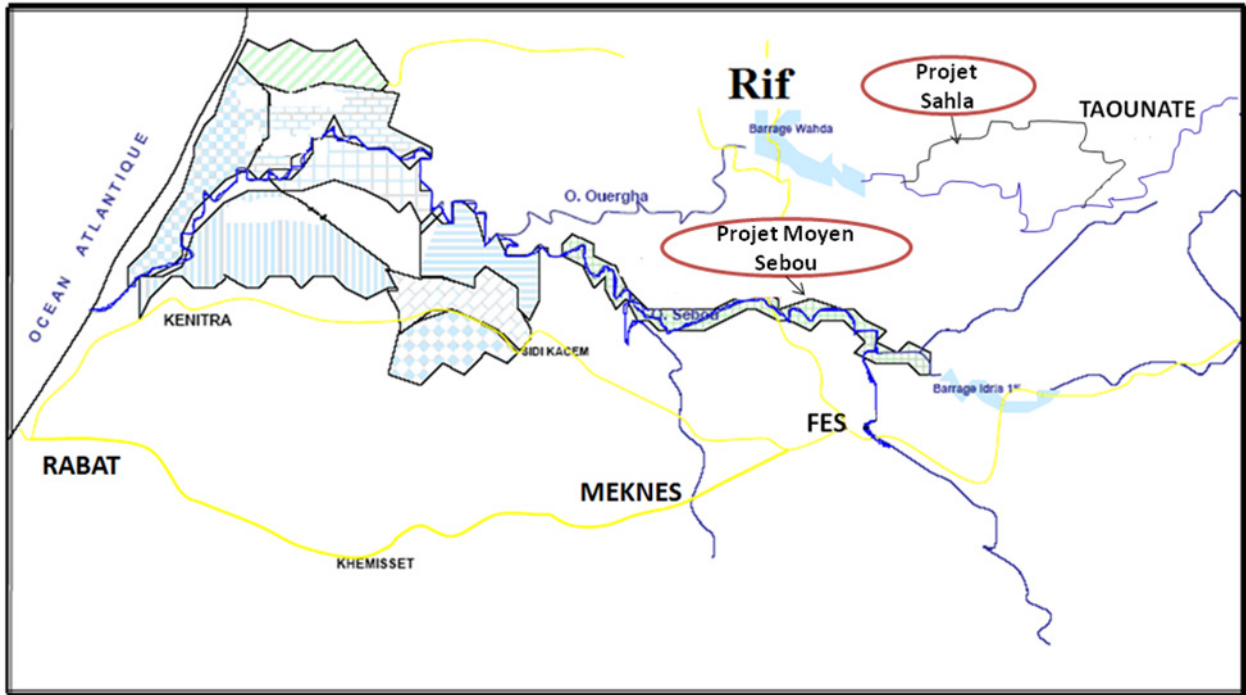 Projet
Sahla
Rif
TAOUNATE
Barrage Wahda
OCEAN ATLANTIQUE
O. Ouergha
Projet Moyen
Sebou
O. Sebou
KENITRA
SIDI KACEM
Barrage Idris 1er
FES
RABAT
MEKNES
KHEMISSET